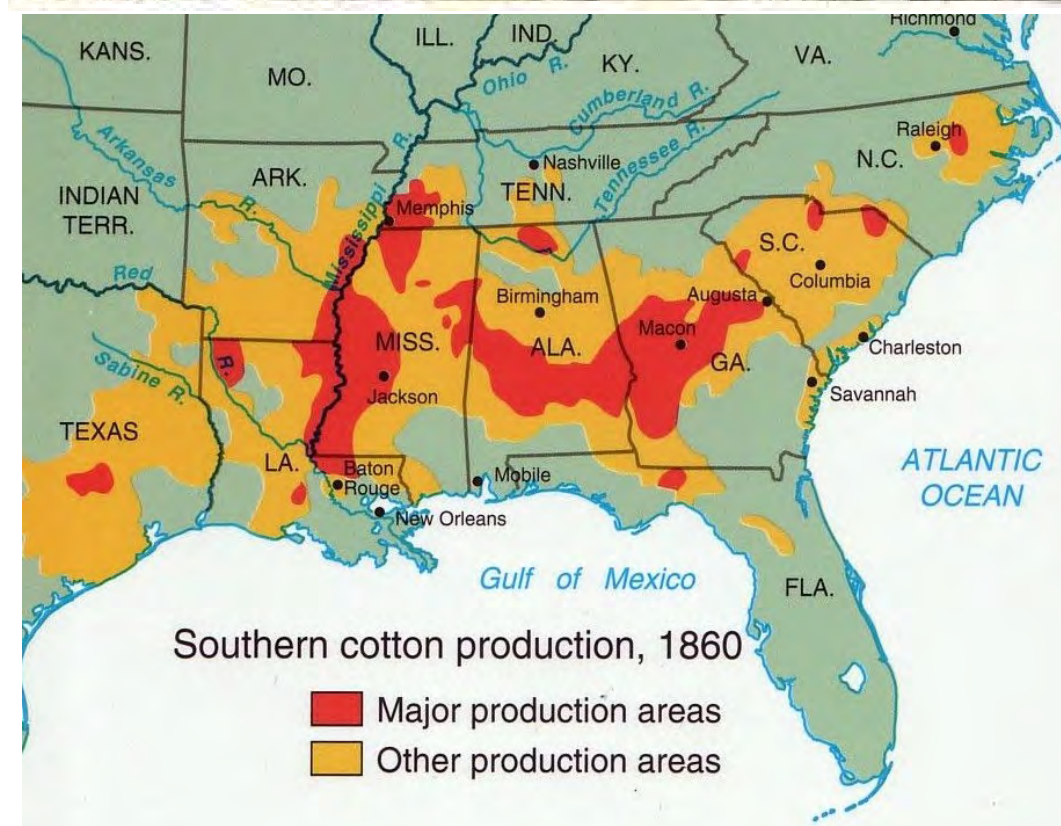 Richmond
KANS.
ILL.
IND.
VA.
MO.
KY.
Ohio R.
Cumberland R.
Arkansas
R.
Tennessee R.
Raleigh
N.C.
Nashville
ARK.
TENN.
INDIAN
TERR.
R.
Memphis
Mississippi
S.C.
Red
Columbia
Birmingham
Augusta
Macon
MISS.
ALA.
GA.
Charleston
R.
Sabine R.
Jackson
Savannah
TEXAS
LA.
Baton
Rouge
Mobile
ATLANTIC
OCEAN
New Orleans
Gulf of Mexico
FLA.
Southern cotton production, 1860
Major production areas
Other production areas